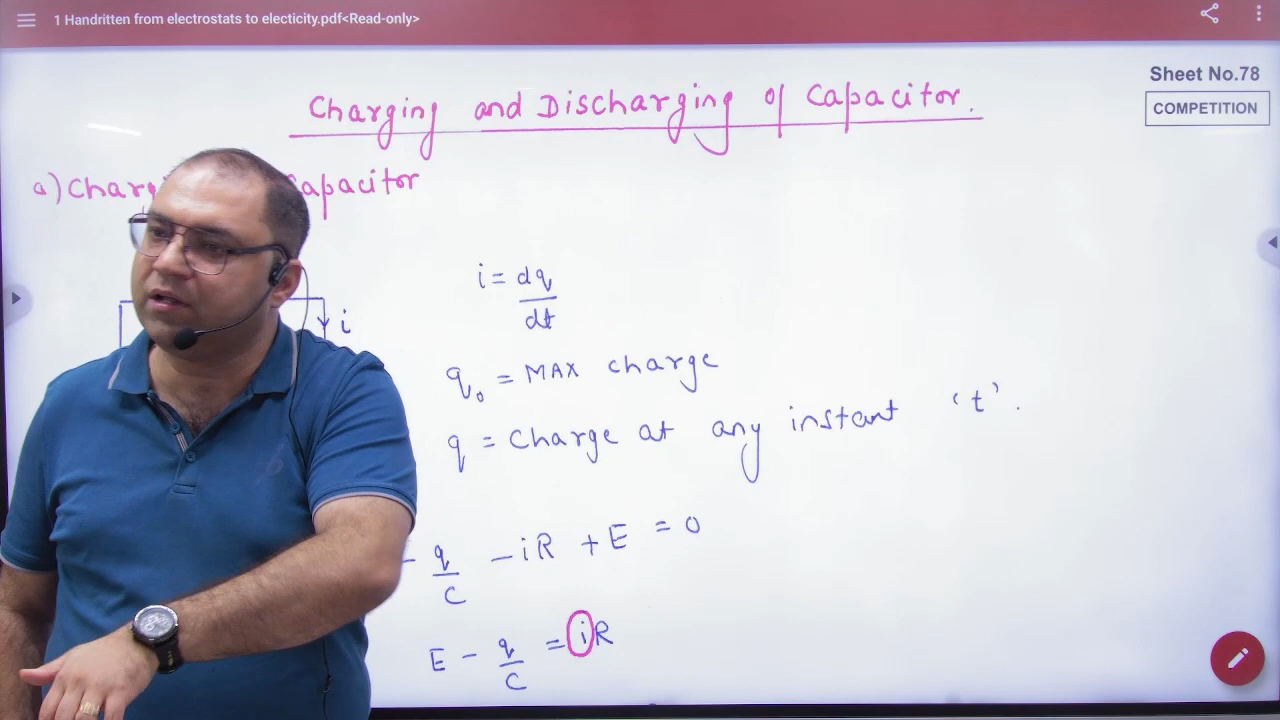 1 Handritten from electrostats to electicity.pdf<Read-only>
Sheet No.78
COMPETITION
Charging and Discharging of Capacitor.
a) Char apacitor
i
i = dq
dt
q₀ = MAX charge
q = Charge at any instant 't'.
- q/C - iR + E = 0
E - q/C = iR